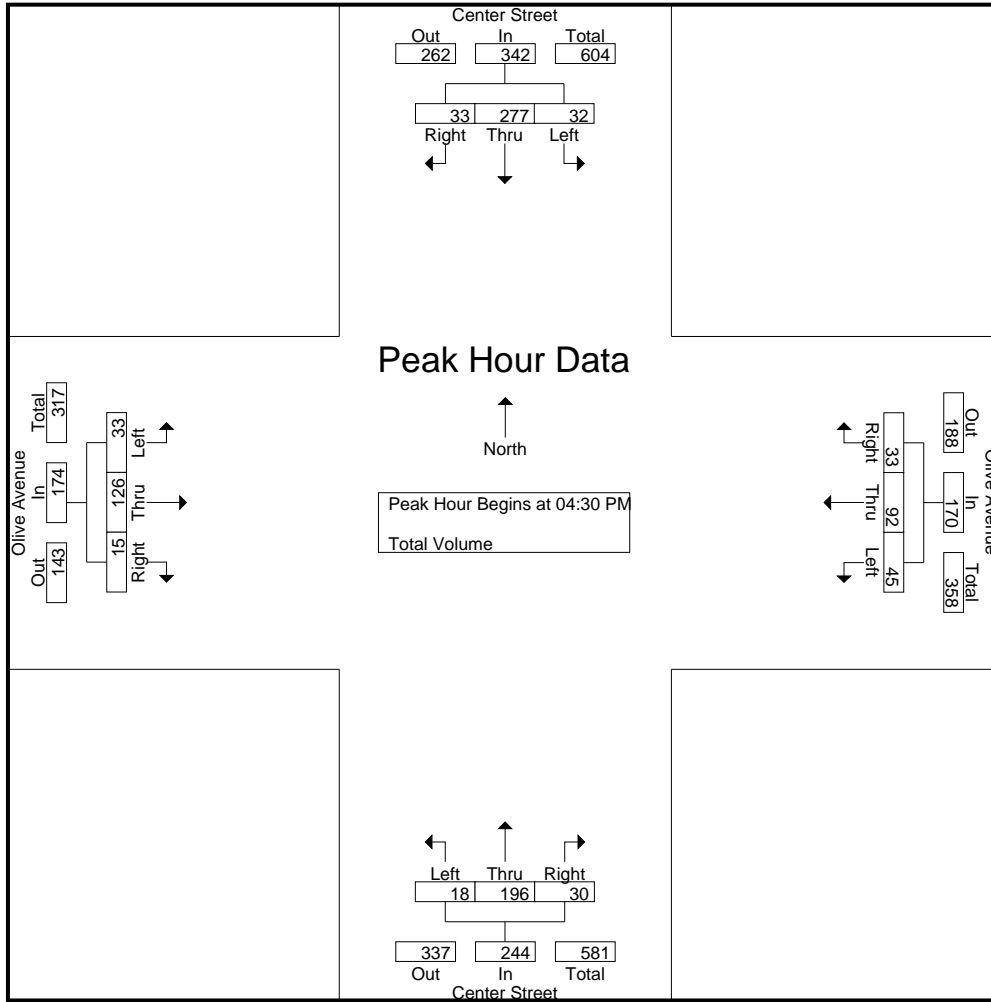 Center Street
Out In Total
262 342 604
33 277 32
Right Thru Left
Peak Hour Data
North
Peak Hour Begins at 04:30 PM
Total Volume
Olive Avenue
Total In Out
317 174 143
33 126 15
Left Thru Right
Olive Avenue
Out In Total
188 170 358
33 92 45
Right Thru Left
Left Thru Right
18 196 30
337 244 581
Out In Total
Center Street